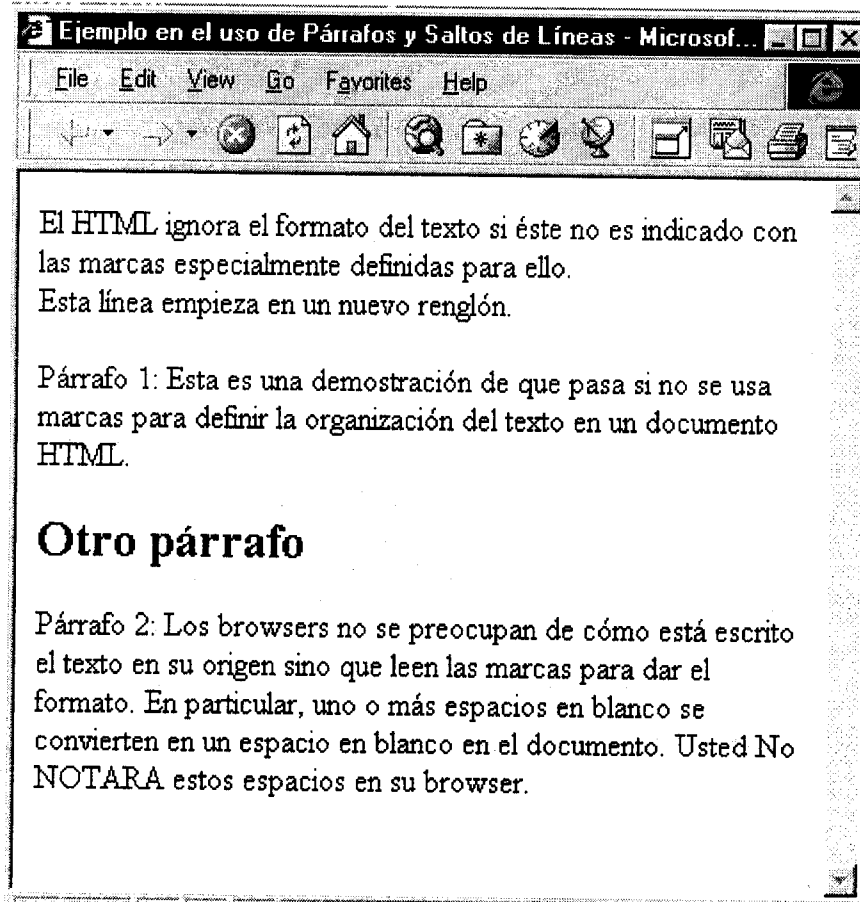 Ejemplo en el uso de Párrafos y Saltos de Líneas - Microsof...
File Edit View Go Favorites Help
El HTML ignora el formato del texto si éste no es indicado con
las marcas especialmente definidas para ello.
Esta línea empieza en un nuevo renglón.
Párrafo 1: Esta es una demostración de que pasa si no se usa
marcas para definir la organización del texto en un documento
HTML.
Otro párrafo
Párrafo 2: Los browsers no se preocupan de cómo está escrito
el texto en su origen sino que leen las marcas para dar el
formato. En particular, uno o más espacios en blanco se
convierten en un espacio en blanco en el documento. Usted No
NOTARA estos espacios en su browser.